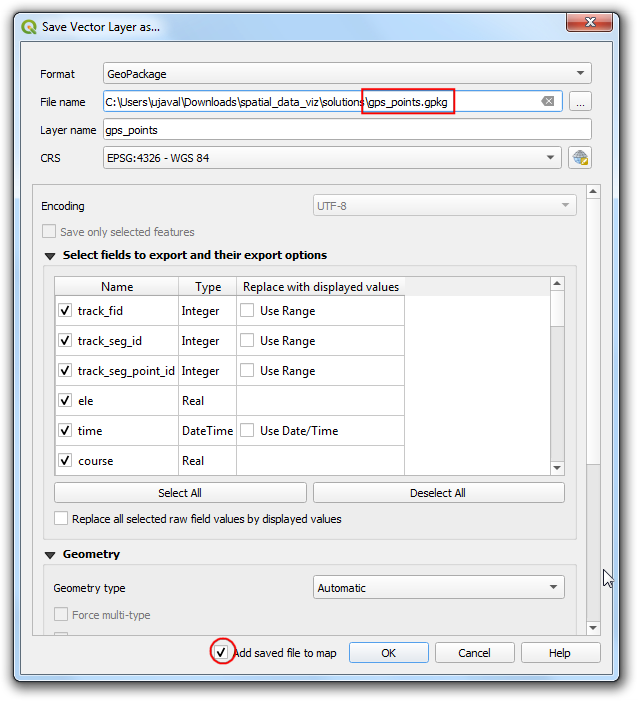 Save Vector Layer as...
Format GeoPackage
File name C:\Users\ujaval\Downloads\spatial_data_viz\solutions\gps_points.gpkg ...
Layer name gps_points
CRS EPSG:4326 - WGS 84
Encoding UTF-8
Save only selected features
Select fields to export and their export options
Name Type Replace with displayed values
track_fid Integer Use Range
track_seg_id Integer Use Range
track_seg_point_id Integer Use Range
ele Real
time DateTime Use Date/Time
course Real
Select All Deselect All
Replace all selected raw field values by displayed values
Geometry
Geometry type Automatic
Force multi-type
Add saved file to map OK Cancel Help